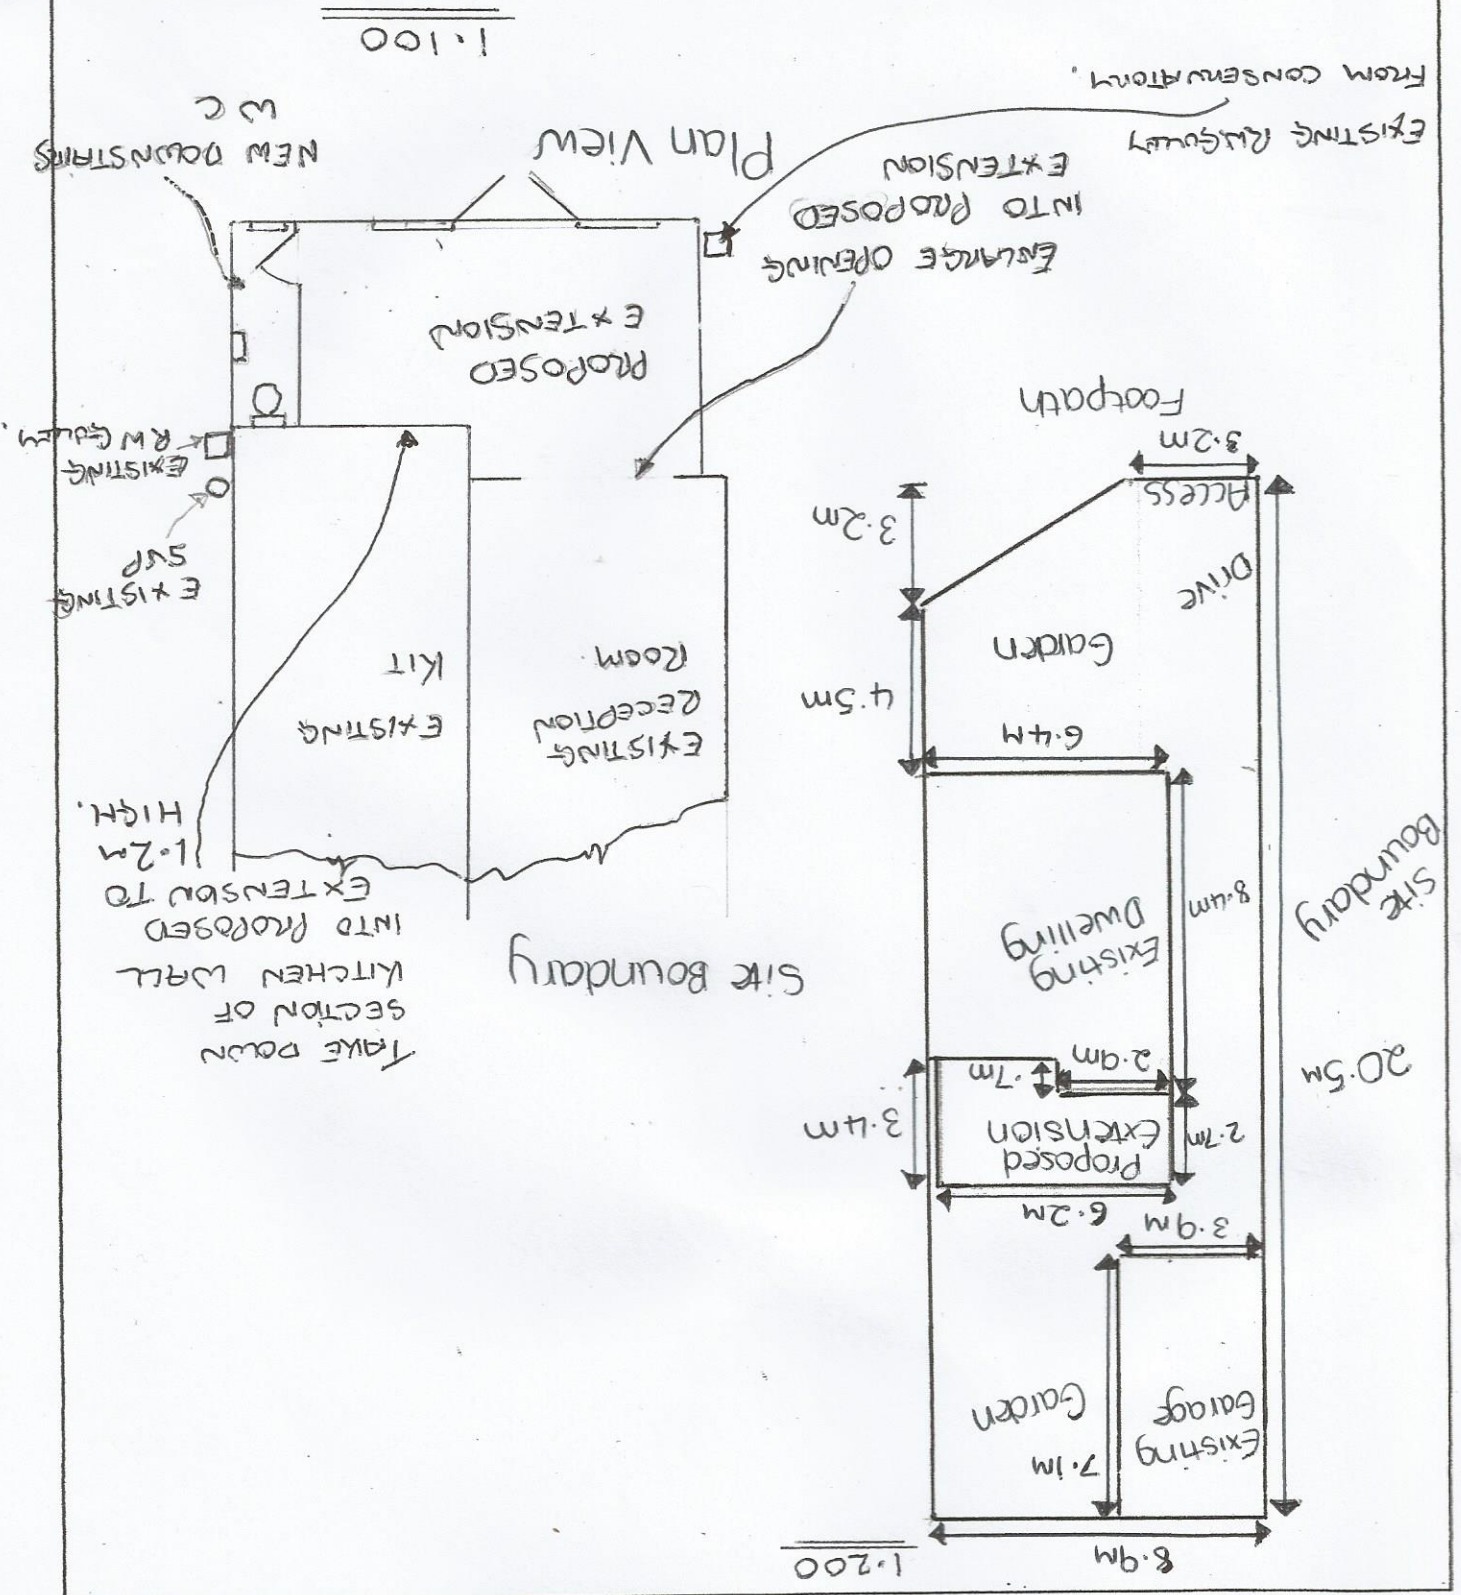 1.200
8.9M
7.1M
Existing
Garage
Garden
3.9M
6.2M
Proposed
Extension
2.7m
3.4m
2.9m
.7m
20.5M
Site
Boundary
Existing
Dwelling
8.4m
6.4M
4.5m
Garden
Drive
Access
3.2m
3.2m
Footpath
Site Boundary
TAKE DOWN
SECTION OF
KITCHEN WALL
INTO PROPOSED
EXTENSION TO
1.2M
HIGH.
EXISTING
RECEPTION
ROOM.
EXISTING
KIT
EXISTING
SVP
EXISTING
RW GULLEY.
PROPOSED
EXTENSION
ENLARGE OPENING
INTO PROPOSED
EXTENSION
EXISTING RWGULLEY
FROM CONSERVATORY.
NEW DOWNSTAIRS
W C
Plan View
1.100